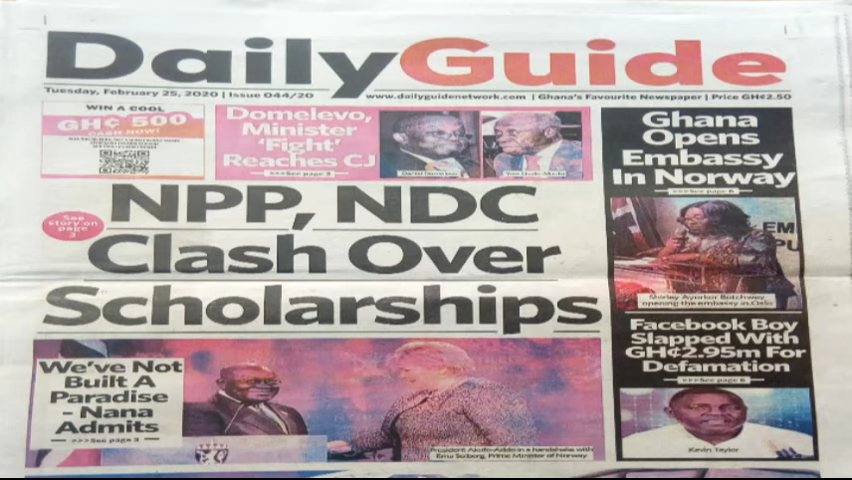 DailyGuide
Tuesday, February 25, 2020 | Issue 044/20
www.dailyguidenetwork.com | Ghana's Favourite Newspaper | Price GH¢2.50
WIN A COOL
GH¢ 500
CASH NOW!
Domelevo,
Minister
'Fight'
Reaches CJ
>>>See page 3
NPP, NDC
Clash Over
Scholarships
See
story on
page
3
Ghana
Opens
Embassy
In Norway
>>>See page 6
EM
PU
Shirley Ayorkor Botchway
opening the embassy in Oslo
Facebook Boy
Slapped With
GH¢2.95m For
Defamation
>>>See page 6
Kevin Taylor
We've Not
Built A
Paradise
- Nana
Admits
>>>See page 3
President Akufo-Addo in a handshake with
Erna Solberg, Prime Minister of Norway